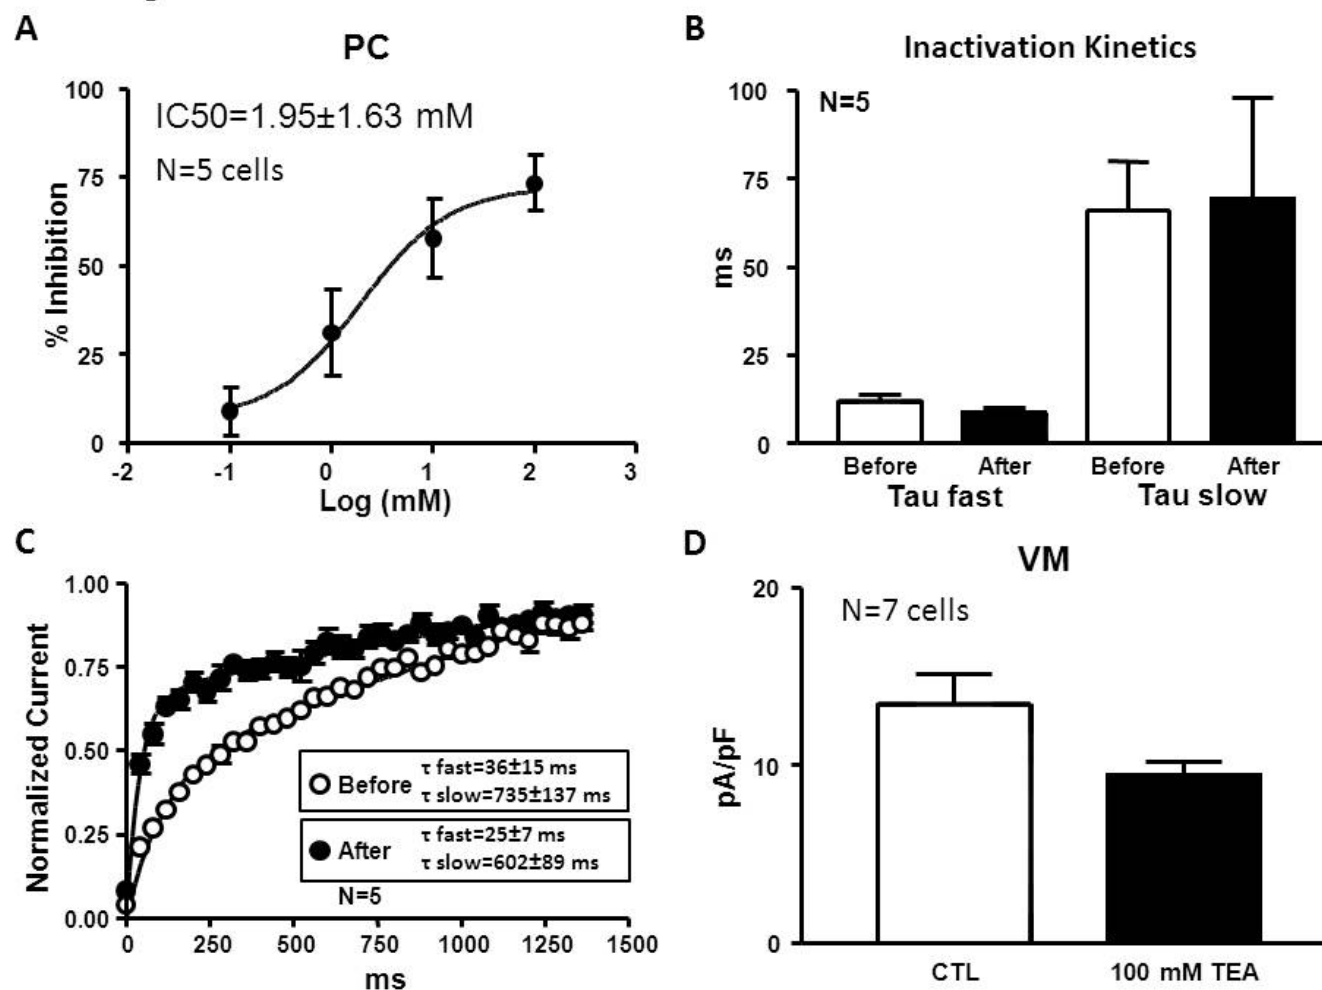 A
PC
100
75
50
25
0
% Inhibition
IC50=1.95±1.63 mM
N=5 cells
-2 -1 0 1 2 3
Log (mM)
B
Inactivation Kinetics
100
75
50
25
0
ms
N=5
Before After Before After
Tau fast Tau slow
C
1.00
0.75
0.50
0.25
0.00
Normalized Current
Before τ fast=36±15 ms
τ slow=735±137 ms
After τ fast=25±7 ms
τ slow=602±89 ms
N=5
0 250 500 750 1000 1250 1500
ms
D
VM
20
10
0
pA/pF
N=7 cells
CTL 100 mM TEA